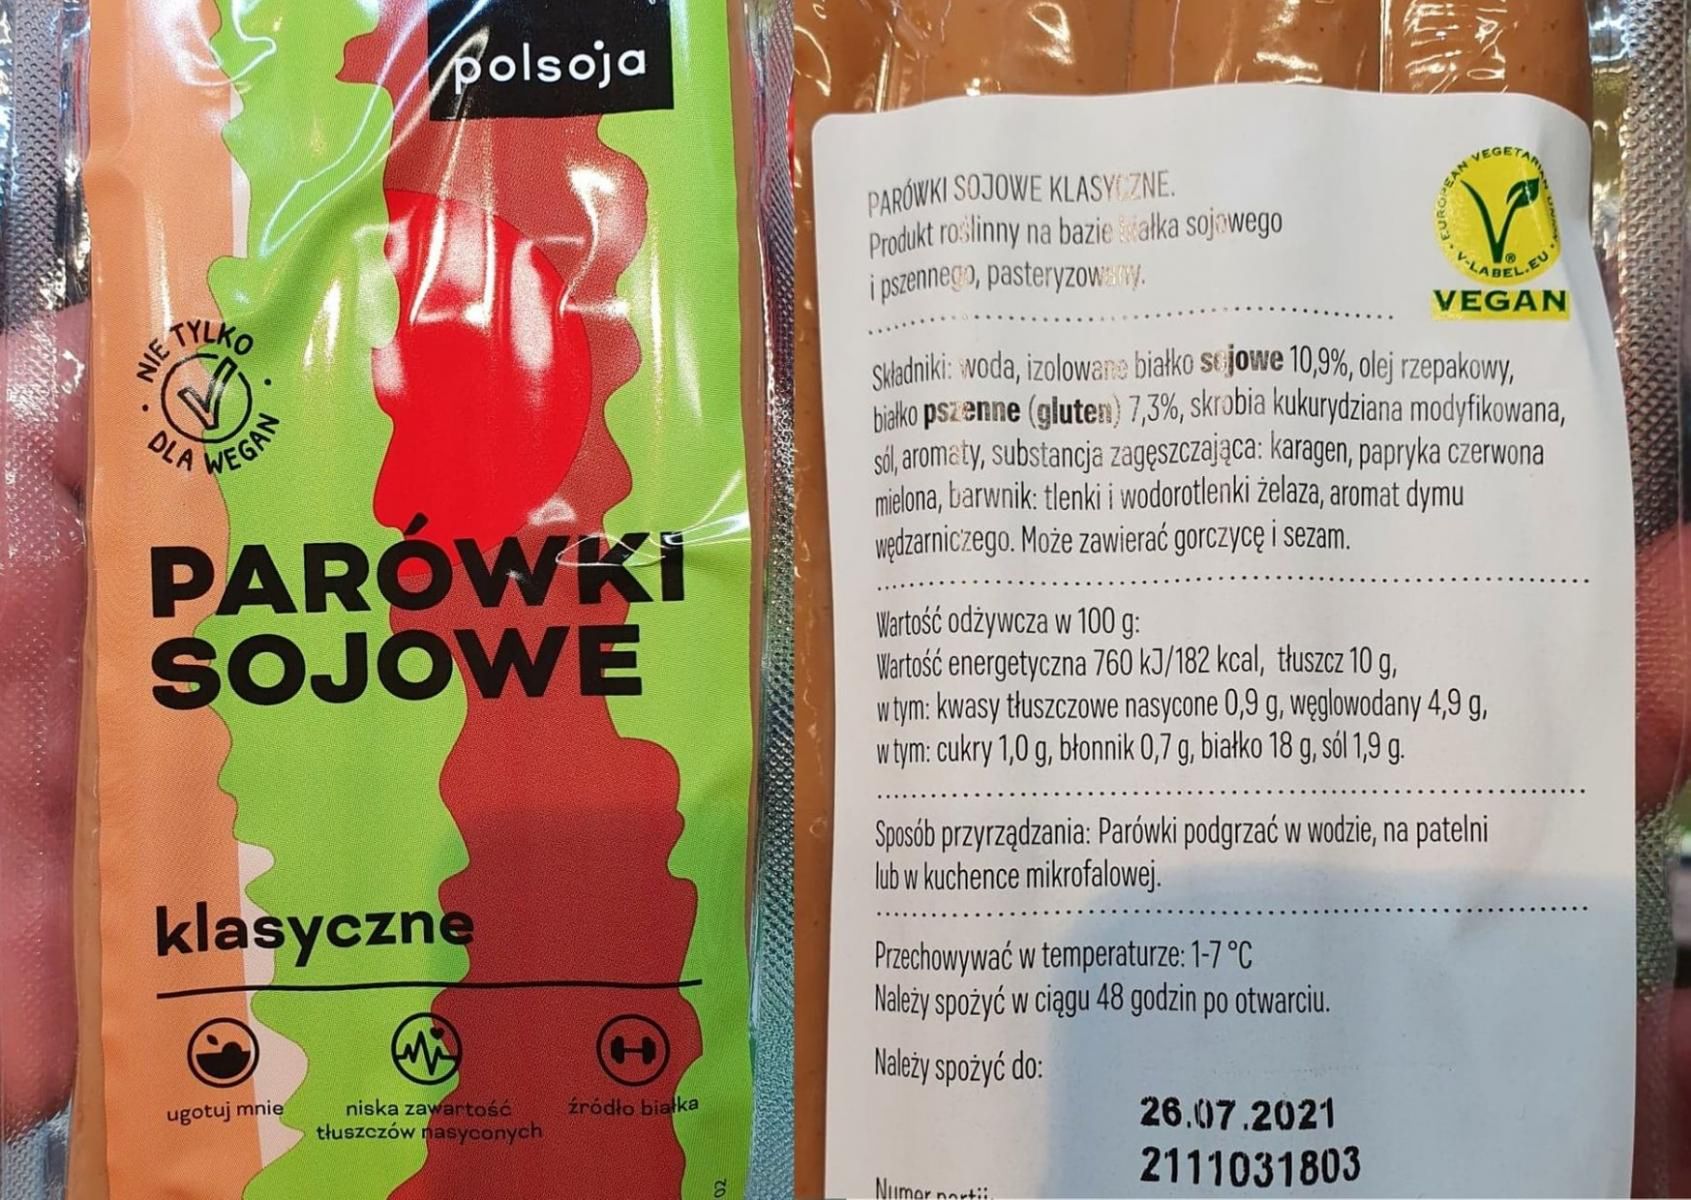 polsoja
NIE TYLKO
DLA WEGAN
PARÓWKI
SOJOWE
klasyczne
ugotuj mnie
niska zawartość
tłuszczów nasyconych
źródło białka
02
PARÓWKI SOJOWE KLASYCZNE.
Produkt roślinny na bazie białka sojowego
i pszennego, pasteryzowany.
EUROPEAN VEGETARIAN UNION
V-LABEL.EU
®
VEGAN
Składniki: woda, izolowane białko sojowe 10,9%, olej rzepakowy,
białko pszenne (gluten) 7,3%, skrobia kukurydziana modyfikowana,
sól, aromaty, substancja zagęszczająca: karagen, papryka czerwona
mielona, barwnik: tlenki i wodorotlenki żelaza, aromat dymu
wędzarniczego. Może zawierać gorczycę i sezam.
Wartość odżywcza w 100 g:
Wartość energetyczna 760 kJ/182 kcal, tłuszcz 10 g,
w tym: kwasy tłuszczowe nasycone 0,9 g, węglowodany 4,9 g,
w tym: cukry 1,0 g, błonnik 0,7 g, białko 18 g, sól 1,9 g.
Sposób przyrządzania: Parówki podgrzać w wodzie, na patelni
lub w kuchence mikrofalowej.
Przechowywać w temperaturze: 1-7 °C
Należy spożyć w ciągu 48 godzin po otwarciu.
Należy spożyć do:
26.07.2021
2111031803
Numer partii: